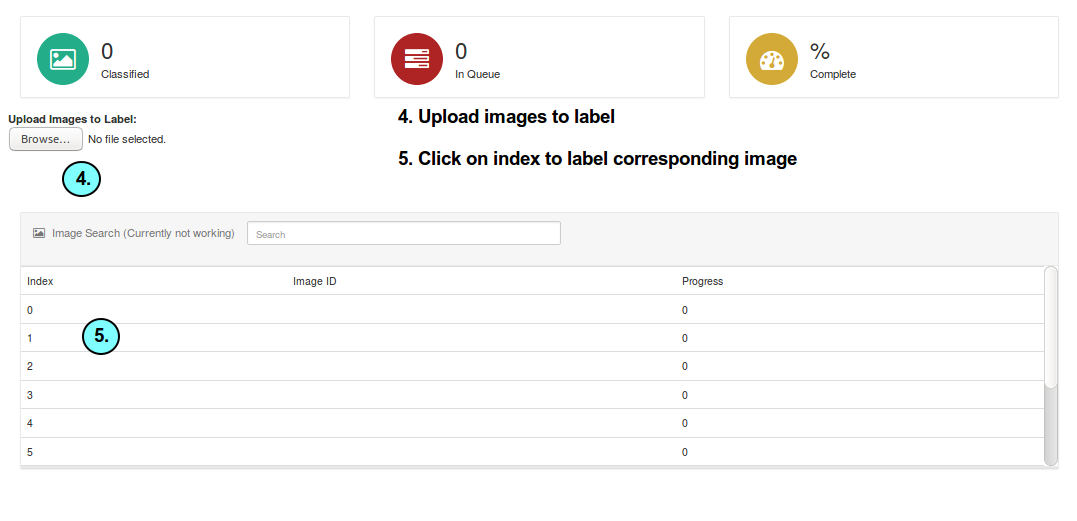 0
Classified
0
In Queue
%
Complete
Upload Images to Label:
Browse... No file selected.
4. Upload images to label
5. Click on index to label corresponding image
4.
Image Search (Currently not working) Search
Index Image ID Progress
0 0
5.
1 0
2 0
3 0
4 0
5 0